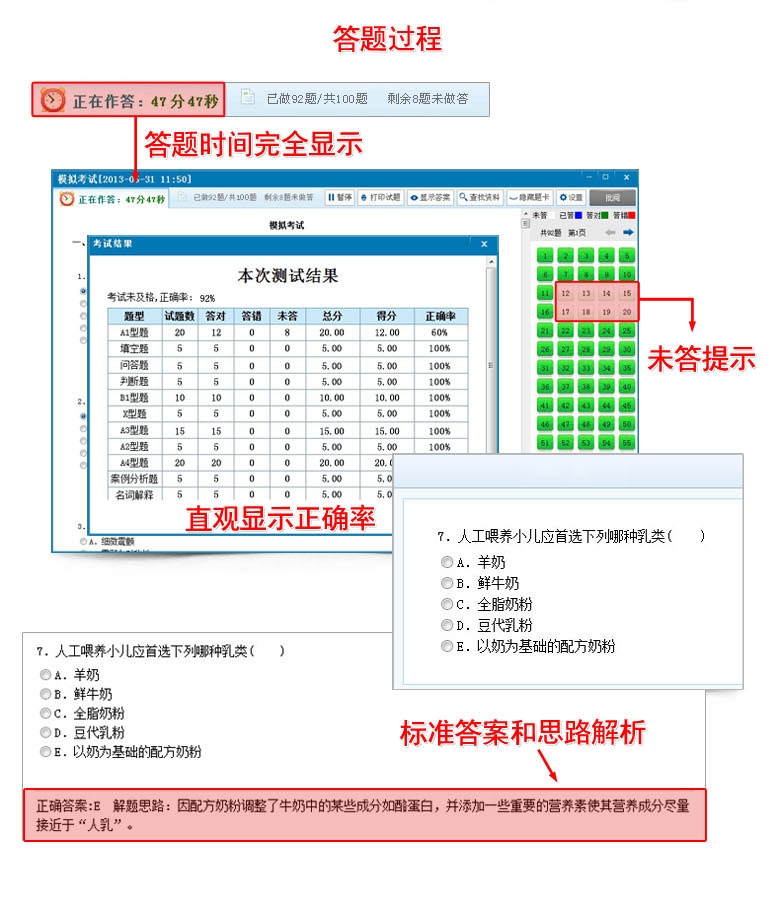 答题过程
正在作答：47分47秒 已做92题/共100题 剩余8题未做答
答题时间完全显示
模拟考试[2013-05-31 11:50]
正在作答：47分47秒 已做92题/共100题 剩余8题未做答 暂停 打印试题 显示答案 查找资料 隐藏题卡 设置 批阅
模拟考试
未答 已答 答对 答错
共92题 第1页
一、
考试结果
本次测试结果
考试未及格,正确率： 92%
题型 试题数 答对 答错 未答 总分 得分 正确率
A1型题 20 12 0 8 20.00 12.00 60%
填空题 5 5 0 0 5.00 5.00 100%
问答题 5 5 0 0 5.00 5.00 100%
判断题 5 5 0 0 5.00 5.00 100%
B1型题 10 10 0 0 10.00 10.00 100%
X型题 5 5 0 0 5.00 5.00 100%
A3型题 15 15 0 0 15.00 15.00 100%
A2型题 5 5 0 0 5.00 5.00 100%
A4型题 20 20 0 0 20.00 20.0
案例分析题 5 5 0 0 5.00 5.0
名词解释 5 5 0 0 5.00 5.0
直观显示正确率
1.
2.
3.
A. 细微震颤
1 2 3 4 5
6 7 8 9 10
11 12 13 14 15
16 17 18 19 20
21 22 23 24 25
26 27 28 29 30
31 32 33 34 35
36 37 38 39 40
41 42 43 44 45
46 47 48 49 50
51 52 53 54 55
未答提示
7. 人工喂养小儿应首选下列哪种乳类( )
A. 羊奶
B. 鲜牛奶
C. 全脂奶粉
D. 豆代乳粉
E. 以奶为基础的配方奶粉
7. 人工喂养小儿应首选下列哪种乳类( )
A. 羊奶
B. 鲜牛奶
C. 全脂奶粉
D. 豆代乳粉
E. 以奶为基础的配方奶粉
标准答案和思路解析
正确答案:E 解题思路：因配方奶粉调整了牛奶中的某些成分如酪蛋白，并添加一些重要的营养素使其营养成分尽量
接近于“人乳”。